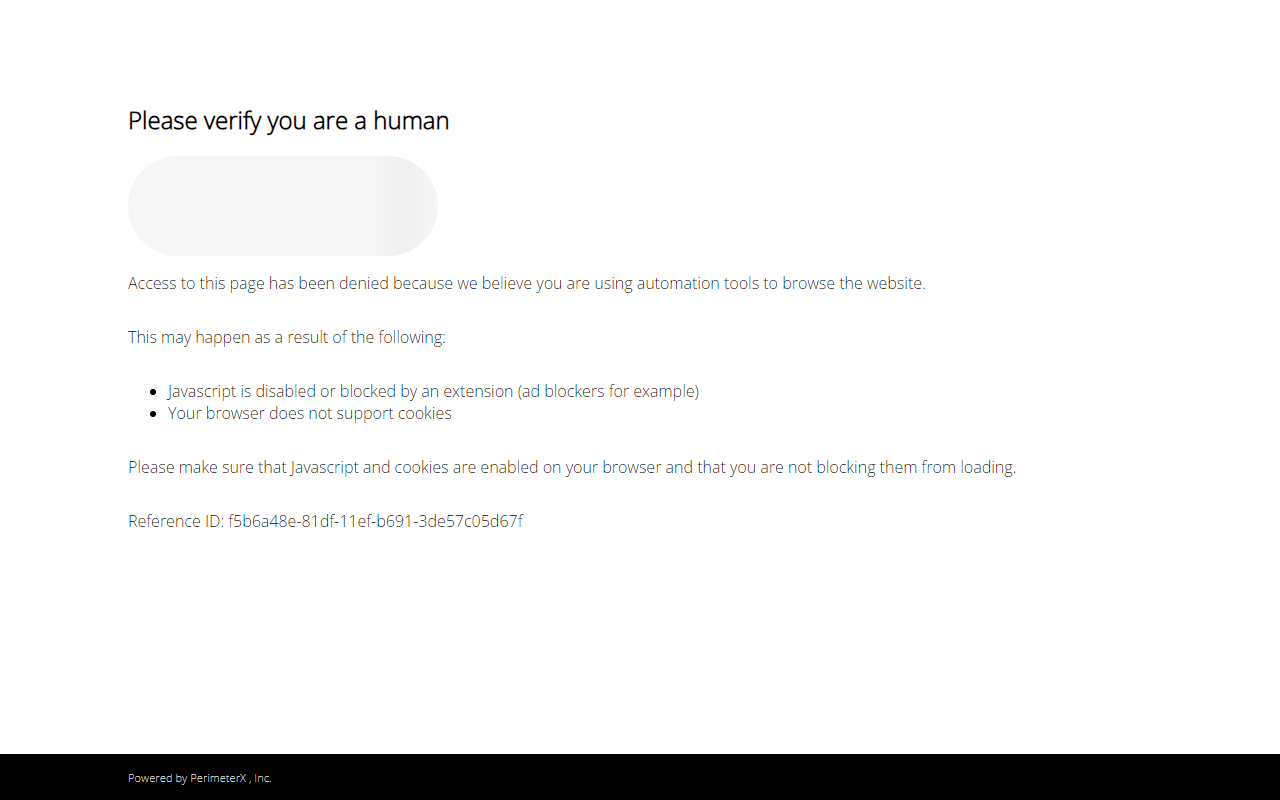 Please verify you are a human
Access to this page has been denied because we believe you are using automation tools to browse the website.
This may happen as a result of the following:
Javascript is disabled or blocked by an extension (ad blockers for example)
Your browser does not support cookies
Please make sure that Javascript and cookies are enabled on your browser and that you are not blocking them from loading.
Reference ID: f5b6a48e-81df-11ef-b691-3de57c05d67f
Powered by PerimeterX , Inc.